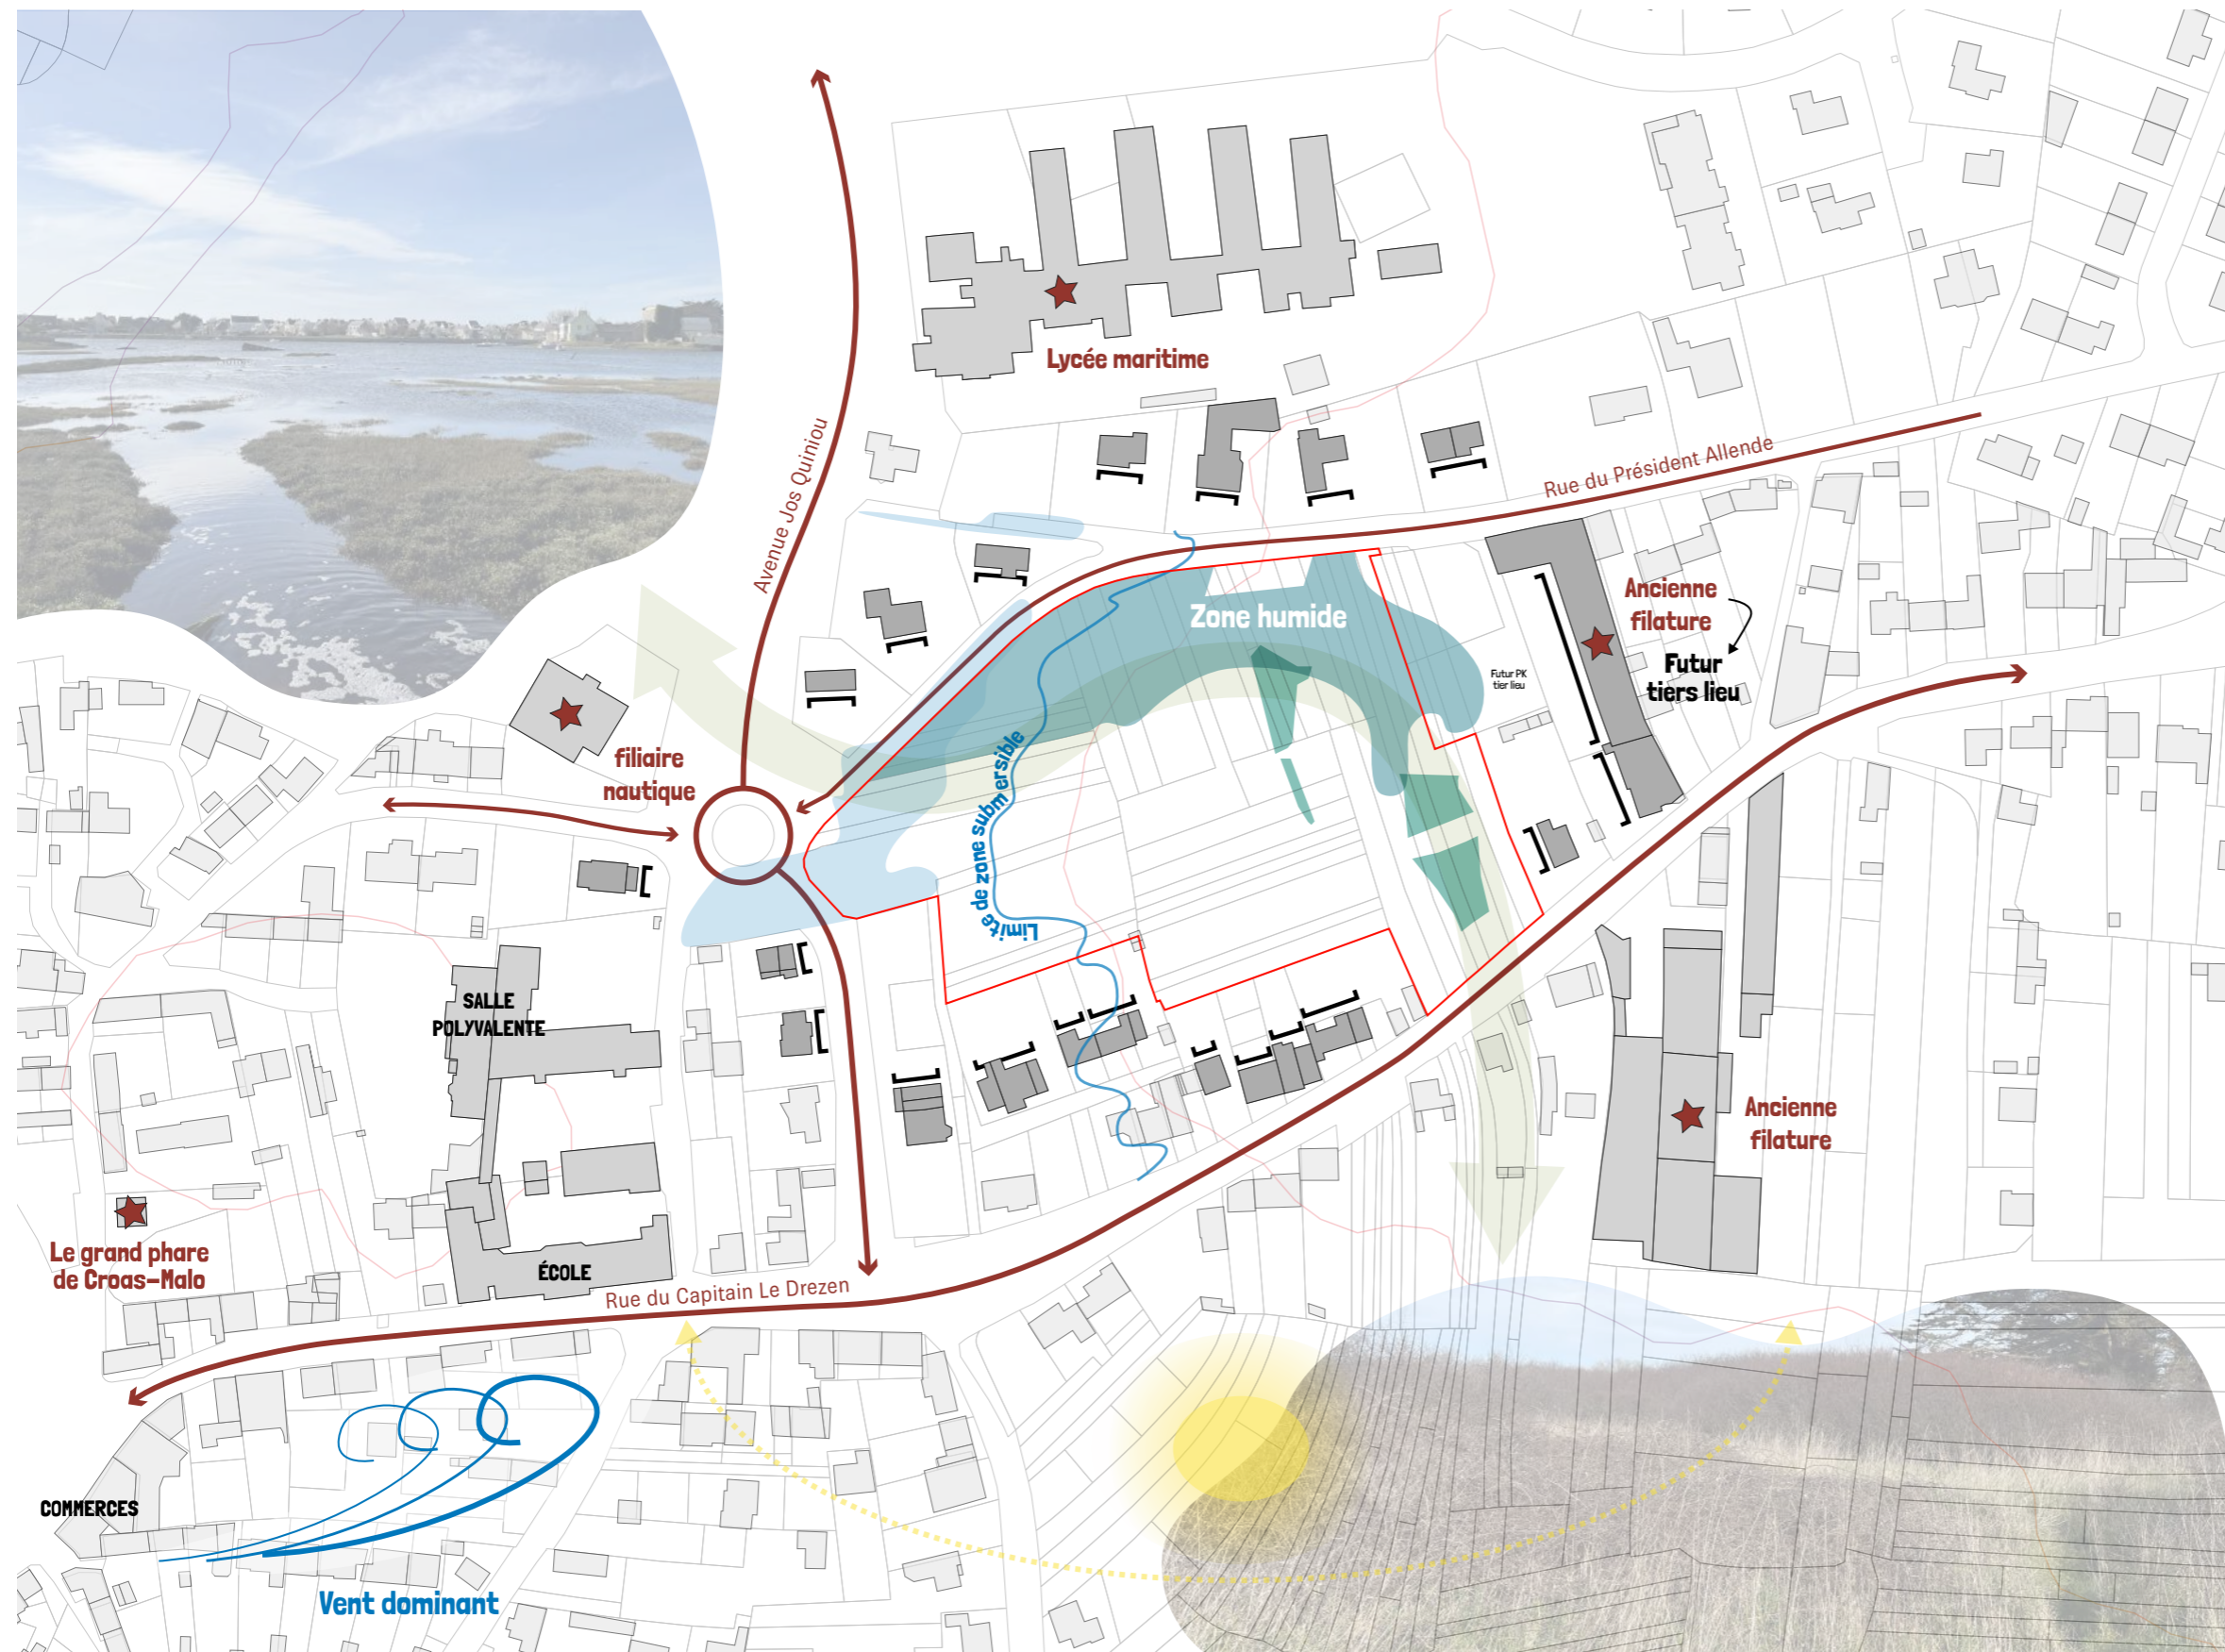 Avenue Jos Quiniou
Lycée maritime
Rue du Président Allende
Zone humide
Ancienne
filature
Futur
tiers lieu
Futur PK
tier lieu
filiaire
nautique
Limite de zone submersible
SALLE
POLYVALENTE
Ancienne
filature
Le grand phare
de Croas-Malo
ÉCOLE
Rue du Capitain Le Drezen
COMMERCES
Vent dominant